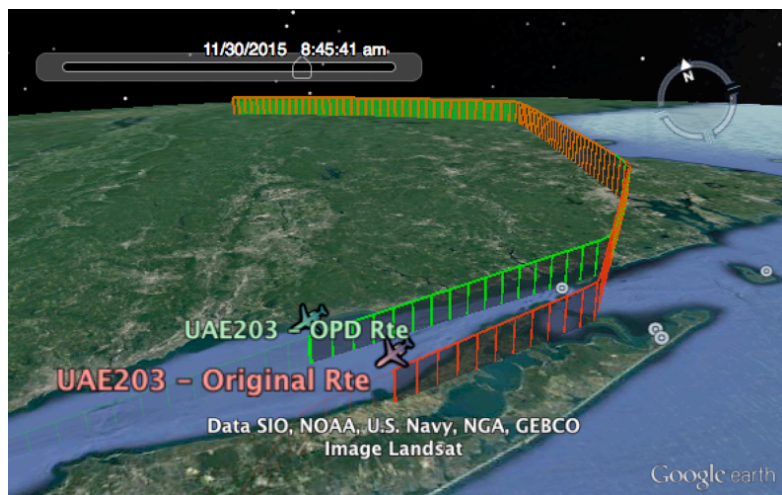 11/30/2015 8:45:41 am
N
UAE203 - OPD Rte
UAE203 - Original Rte
Data SIO, NOAA, U.S. Navy, NGA, GEBCO
Image Landsat
Google earth